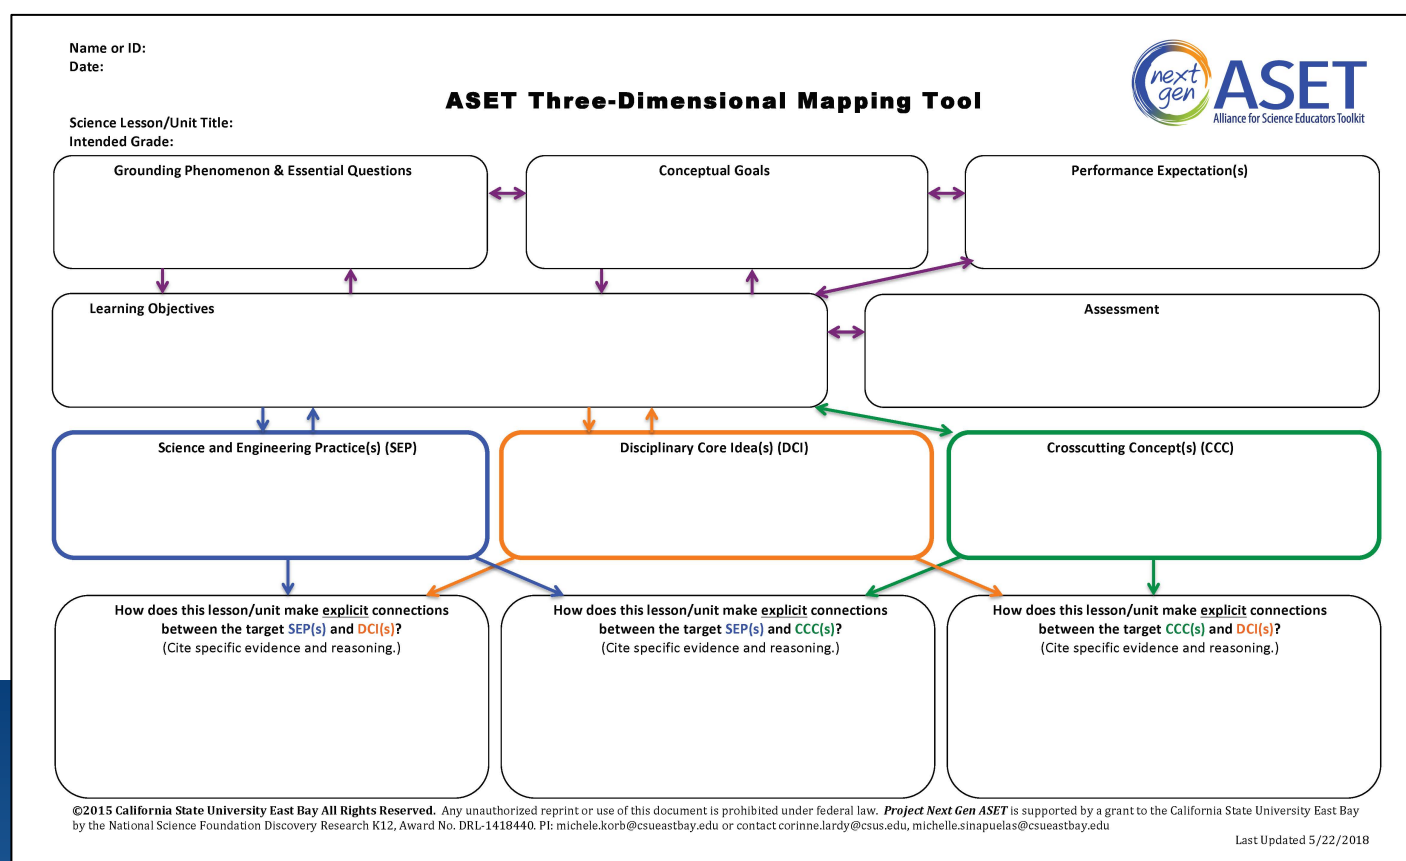 Name or ID:
Date:
next gen ASET
Alliance for Science Educators Toolkit
ASET Three-Dimensional Mapping Tool
Science Lesson/Unit Title:
Intended Grade:
Grounding Phenomenon & Essential Questions
Conceptual Goals
Performance Expectation(s)
Learning Objectives
Assessment
Science and Engineering Practice(s) (SEP)
Disciplinary Core Idea(s) (DCI)
Crosscutting Concept(s) (CCC)
How does this lesson/unit make explicit connections
between the target SEP(s) and DCI(s)?
(Cite specific evidence and reasoning.)
How does this lesson/unit make explicit connections
between the target SEP(s) and CCC(s)?
(Cite specific evidence and reasoning.)
How does this lesson/unit make explicit connections
between the target CCC(s) and DCI(s)?
(Cite specific evidence and reasoning.)
©2015 California State University East Bay All Rights Reserved. Any unauthorized reprint or use of this document is prohibited under federal law. Project Next Gen ASET is supported by a grant to the California State University East Bay
by the National Science Foundation Discovery Research K12, Award No. DRL-1418440. PI: michele.korb@csueastbay.edu or contact corinne.lardy@csus.edu, michelle.sinapuelas@csueastbay.edu
Last Updated 5/22/2018